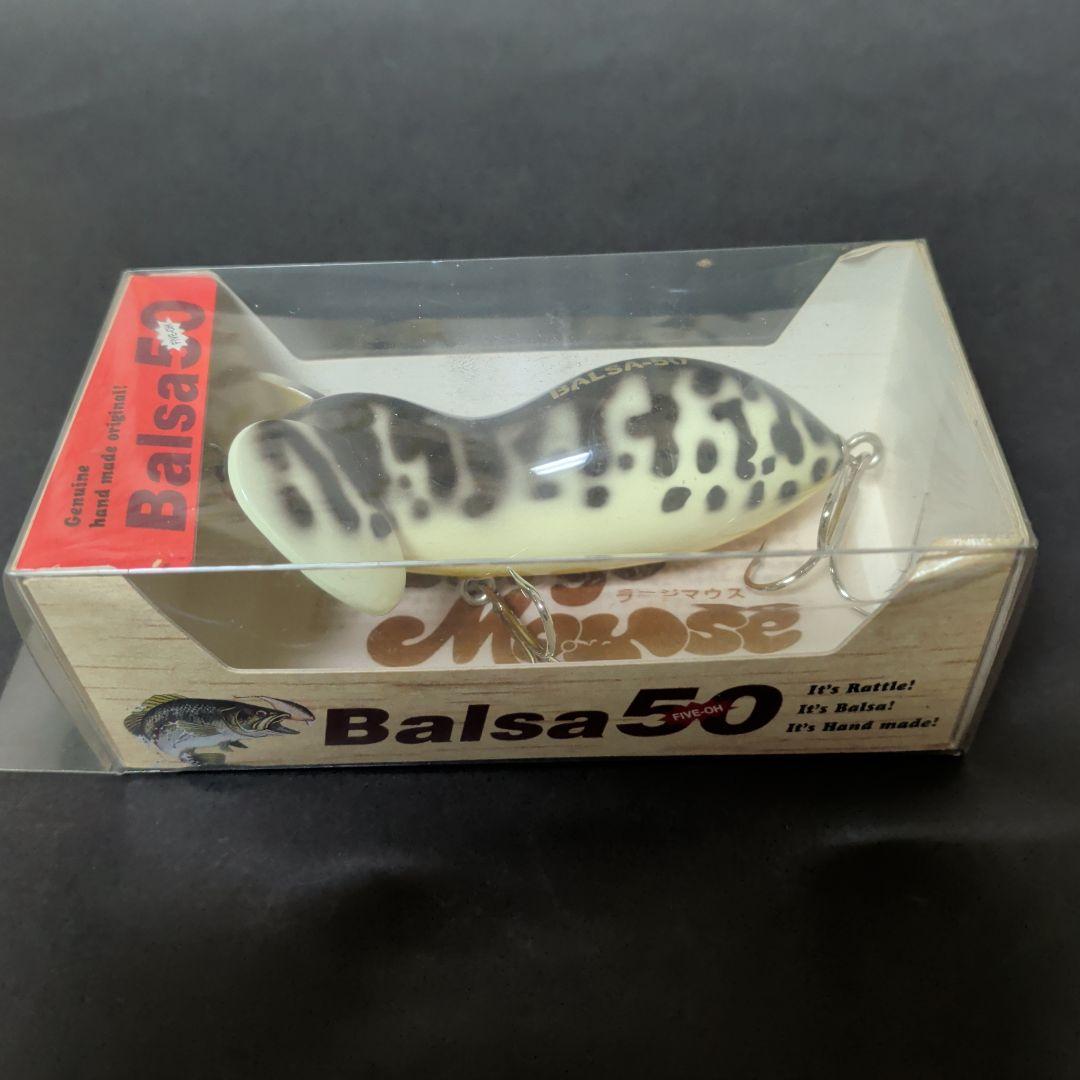 Genuine
hand made original!
Balsa50
FIVE-OH
BALSA-50
ラージマウス
Mouse
Balsa50
FIVE-OH
It's Rattle!
It's Balsa!
It's Hand made!